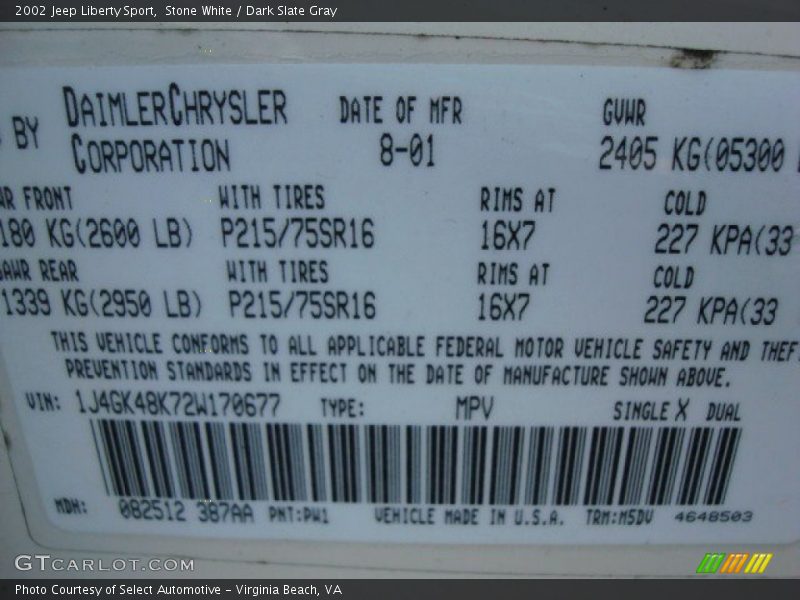 2002 Jeep Liberty Sport, Stone White / Dark Slate Gray
BY DAIMLERCHRYSLER CORPORATION DATE OF MFR 8-01 GVWR 2405 KG(05300
WR FRONT WITH TIRES RIMS AT COLD
180 KG(2600 LB) P215/75SR16 16X7 227 KPA(33
GAWR REAR WITH TIRES RIMS AT COLD
1339 KG(2950 LB) P215/75SR16 16X7 227 KPA(33
THIS VEHICLE CONFORMS TO ALL APPLICABLE FEDERAL MOTOR VEHICLE SAFETY AND THEFT
PREVENTION STANDARDS IN EFFECT ON THE DATE OF MANUFACTURE SHOWN ABOVE.
VIN: 1J4GK48K72W170677 TYPE: MPV SINGLE X DUAL
MDH: 082512 387AA PNT:PW1 VEHICLE MADE IN U.S.A. TRM:M5DV 4648503
GTCARLOT.COM
Photo Courtesy of Select Automotive – Virginia Beach, VA